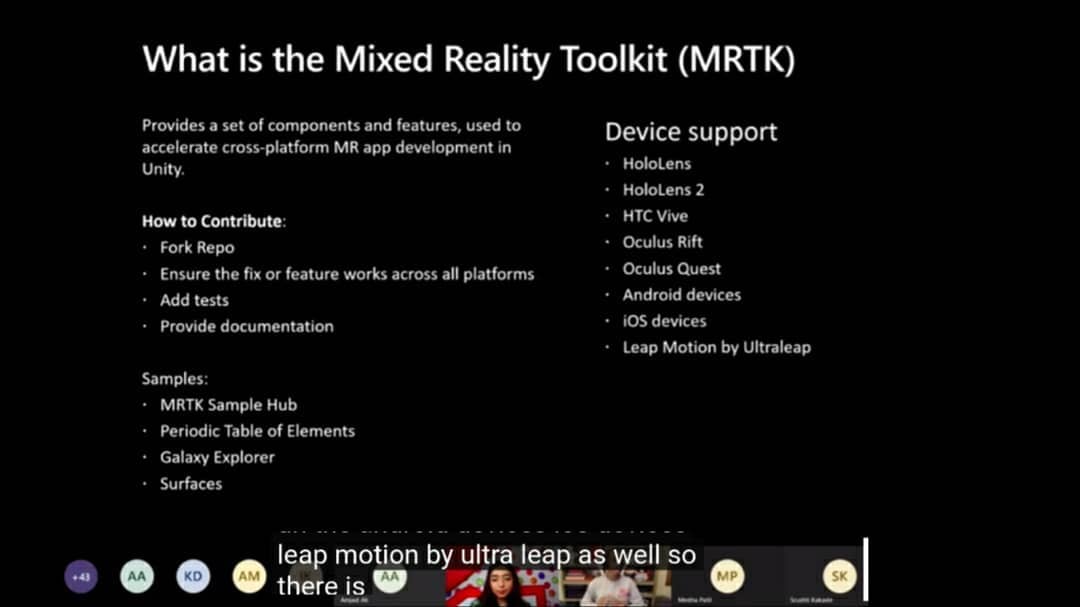 What is the Mixed Reality Toolkit (MRTK)
Provides a set of components and features, used to
accelerate cross-platform MR app development in
Unity.
How to Contribute:
· Fork Repo
· Ensure the fix or feature works across all platforms
· Add tests
· Provide documentation
Samples:
· MRTK Sample Hub
· Periodic Table of Elements
· Galaxy Explorer
· Surfaces
Device support
· HoloLens
· HoloLens 2
· HTC Vive
· Oculus Rift
· Oculus Quest
· Android devices
· iOS devices
· Leap Motion by Ultraleap
leap motion by ultra leap as well so
there is
+43
AA
KD
AM
AA
MP
SK
Amjad Ali
Megha Patil